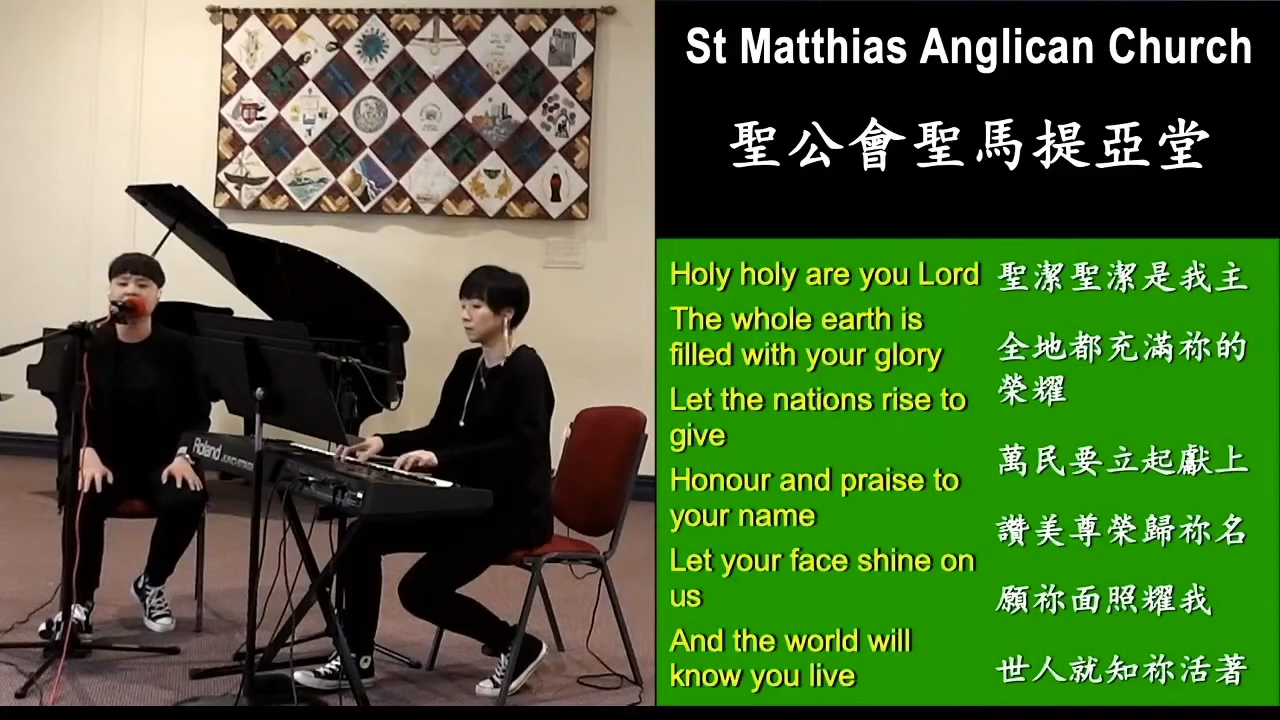 St Matthias Anglican Church
聖公會聖馬提亞堂
Holy holy are you Lord
The whole earth is
filled with your glory
Let the nations rise to
give
Honour and praise to
your name
Let your face shine on
us
And the world will
know you live
聖潔聖潔是我主
全地都充滿祢的
榮耀
萬民要立起獻上
讚美尊榮歸祢名
願祢面照耀我
世人就知祢活著
Roland